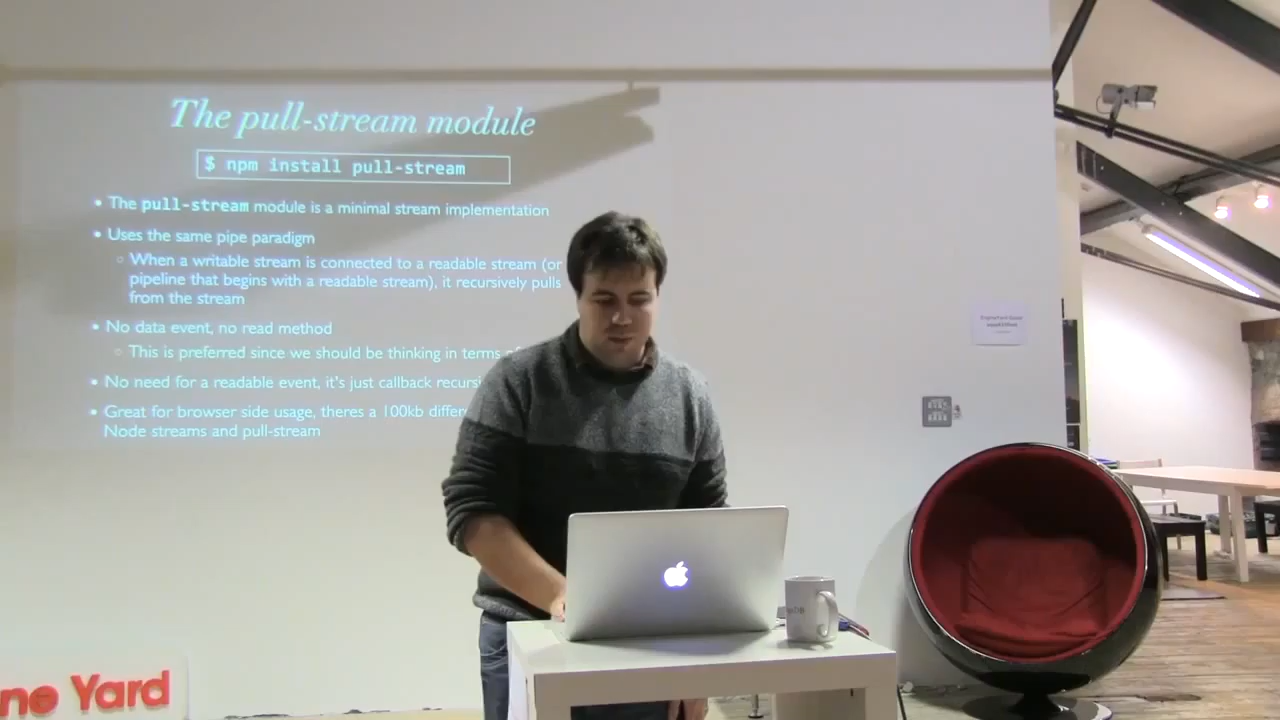 The pull-stream module
$ npm install pull-stream
• The pull-stream module is a minimal stream implementation
• Uses the same pipe paradigm
◦ When a writable stream is connected to a readable stream (or
pipeline that begins with a readable stream), it recursively pulls
from the stream
• No data event, no read method
◦ This is preferred since we should be thinking in terms
• No need for a readable event, it's just callback
• Great for browser side usage, theres a 100kb
Node streams and pull-stream
Yard